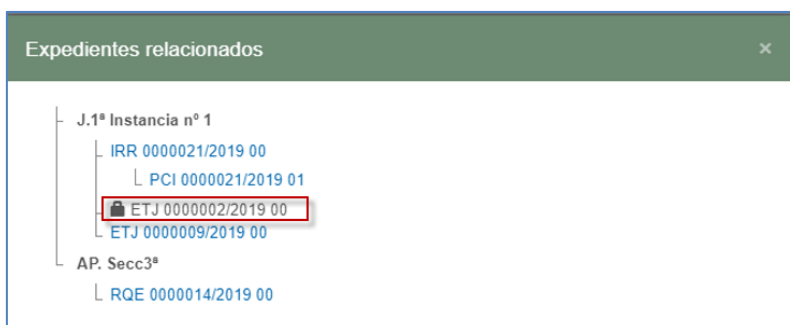 Expedientes relacionados ×
J.1ª Instancia nº 1
IRR 0000021/2019 00
PCI 0000021/2019 01
ETJ 0000002/2019 00
ETJ 0000009/2019 00
AP. Secc3ª
RQE 0000014/2019 00